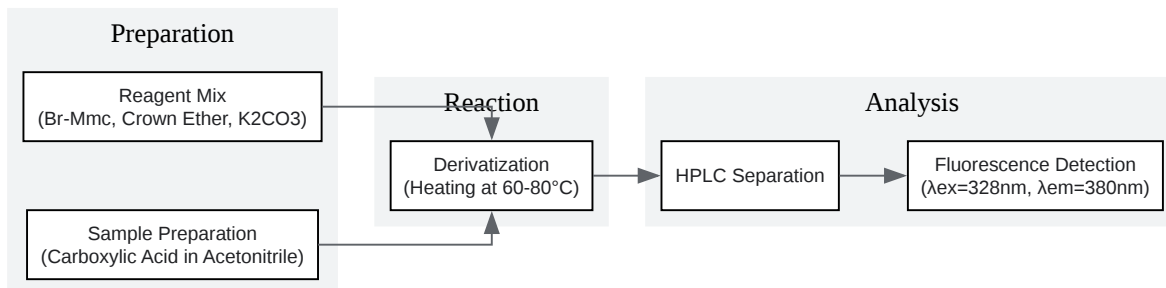 Preparation
Reagent Mix
(Br-Mmc, Crown Ether, K2CO3)
Sample Preparation
(Carboxylic Acid in Acetonitrile)
Reaction
Derivatization
(Heating at 60-80°C)
Analysis
HPLC Separation
Fluorescence Detection
(λex=328nm, λem=380nm)